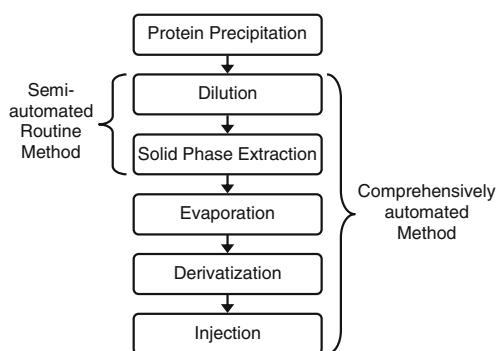 Protein Precipitation
Semi-
automated
Routine
Method
Dilution
Solid Phase Extraction
Comprehensively
automated
Method
Evaporation
Derivatization
Injection